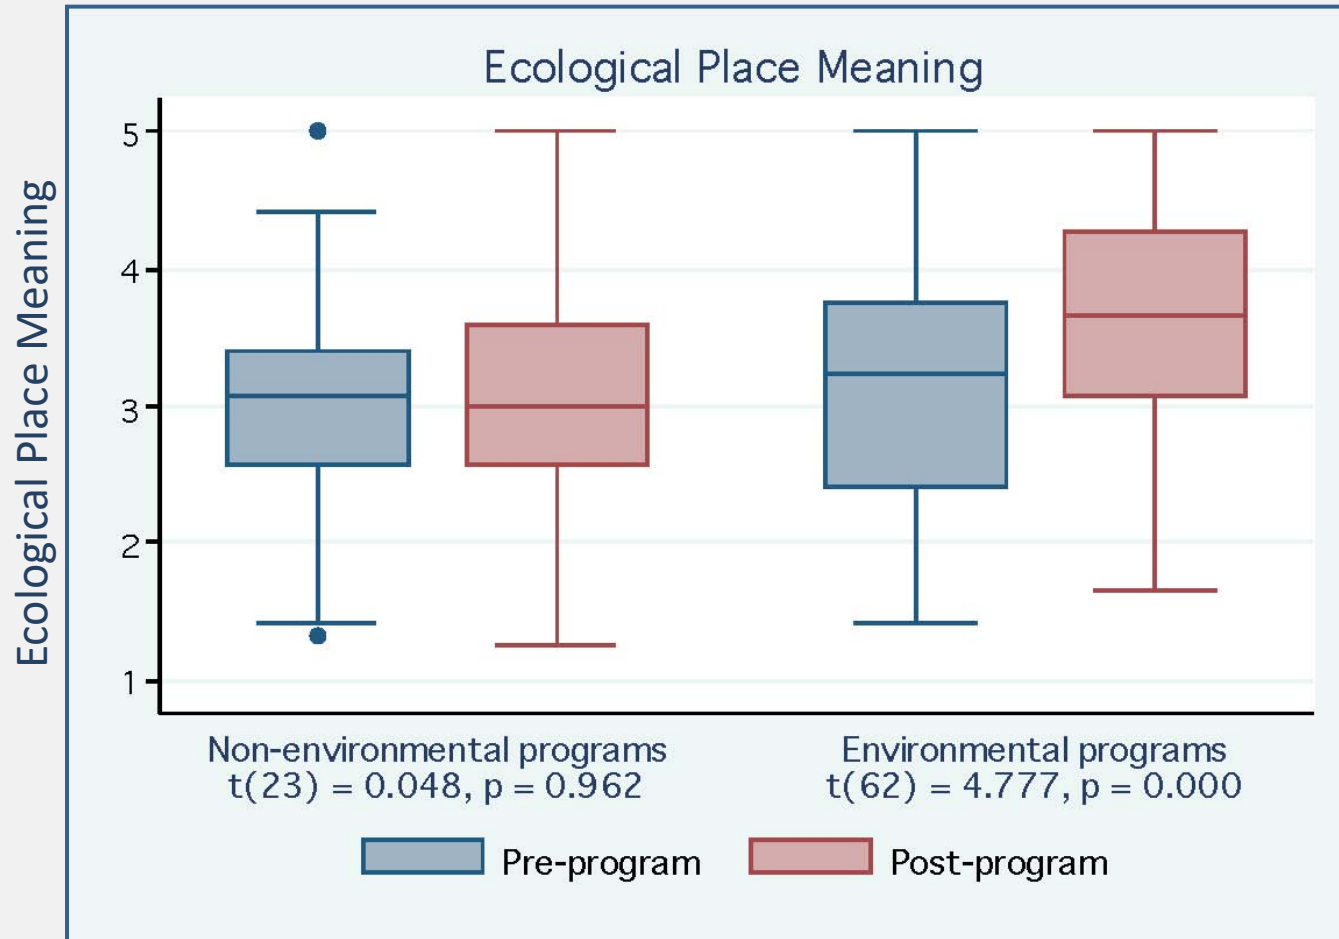 Ecological Place Meaning
Ecological Place Meaning
5
4
3
2
1
Non-environmental programs
t(23) = 0.048, p = 0.962
Environmental programs
t(62) = 4.777, p = 0.000
Pre-program
Post-program